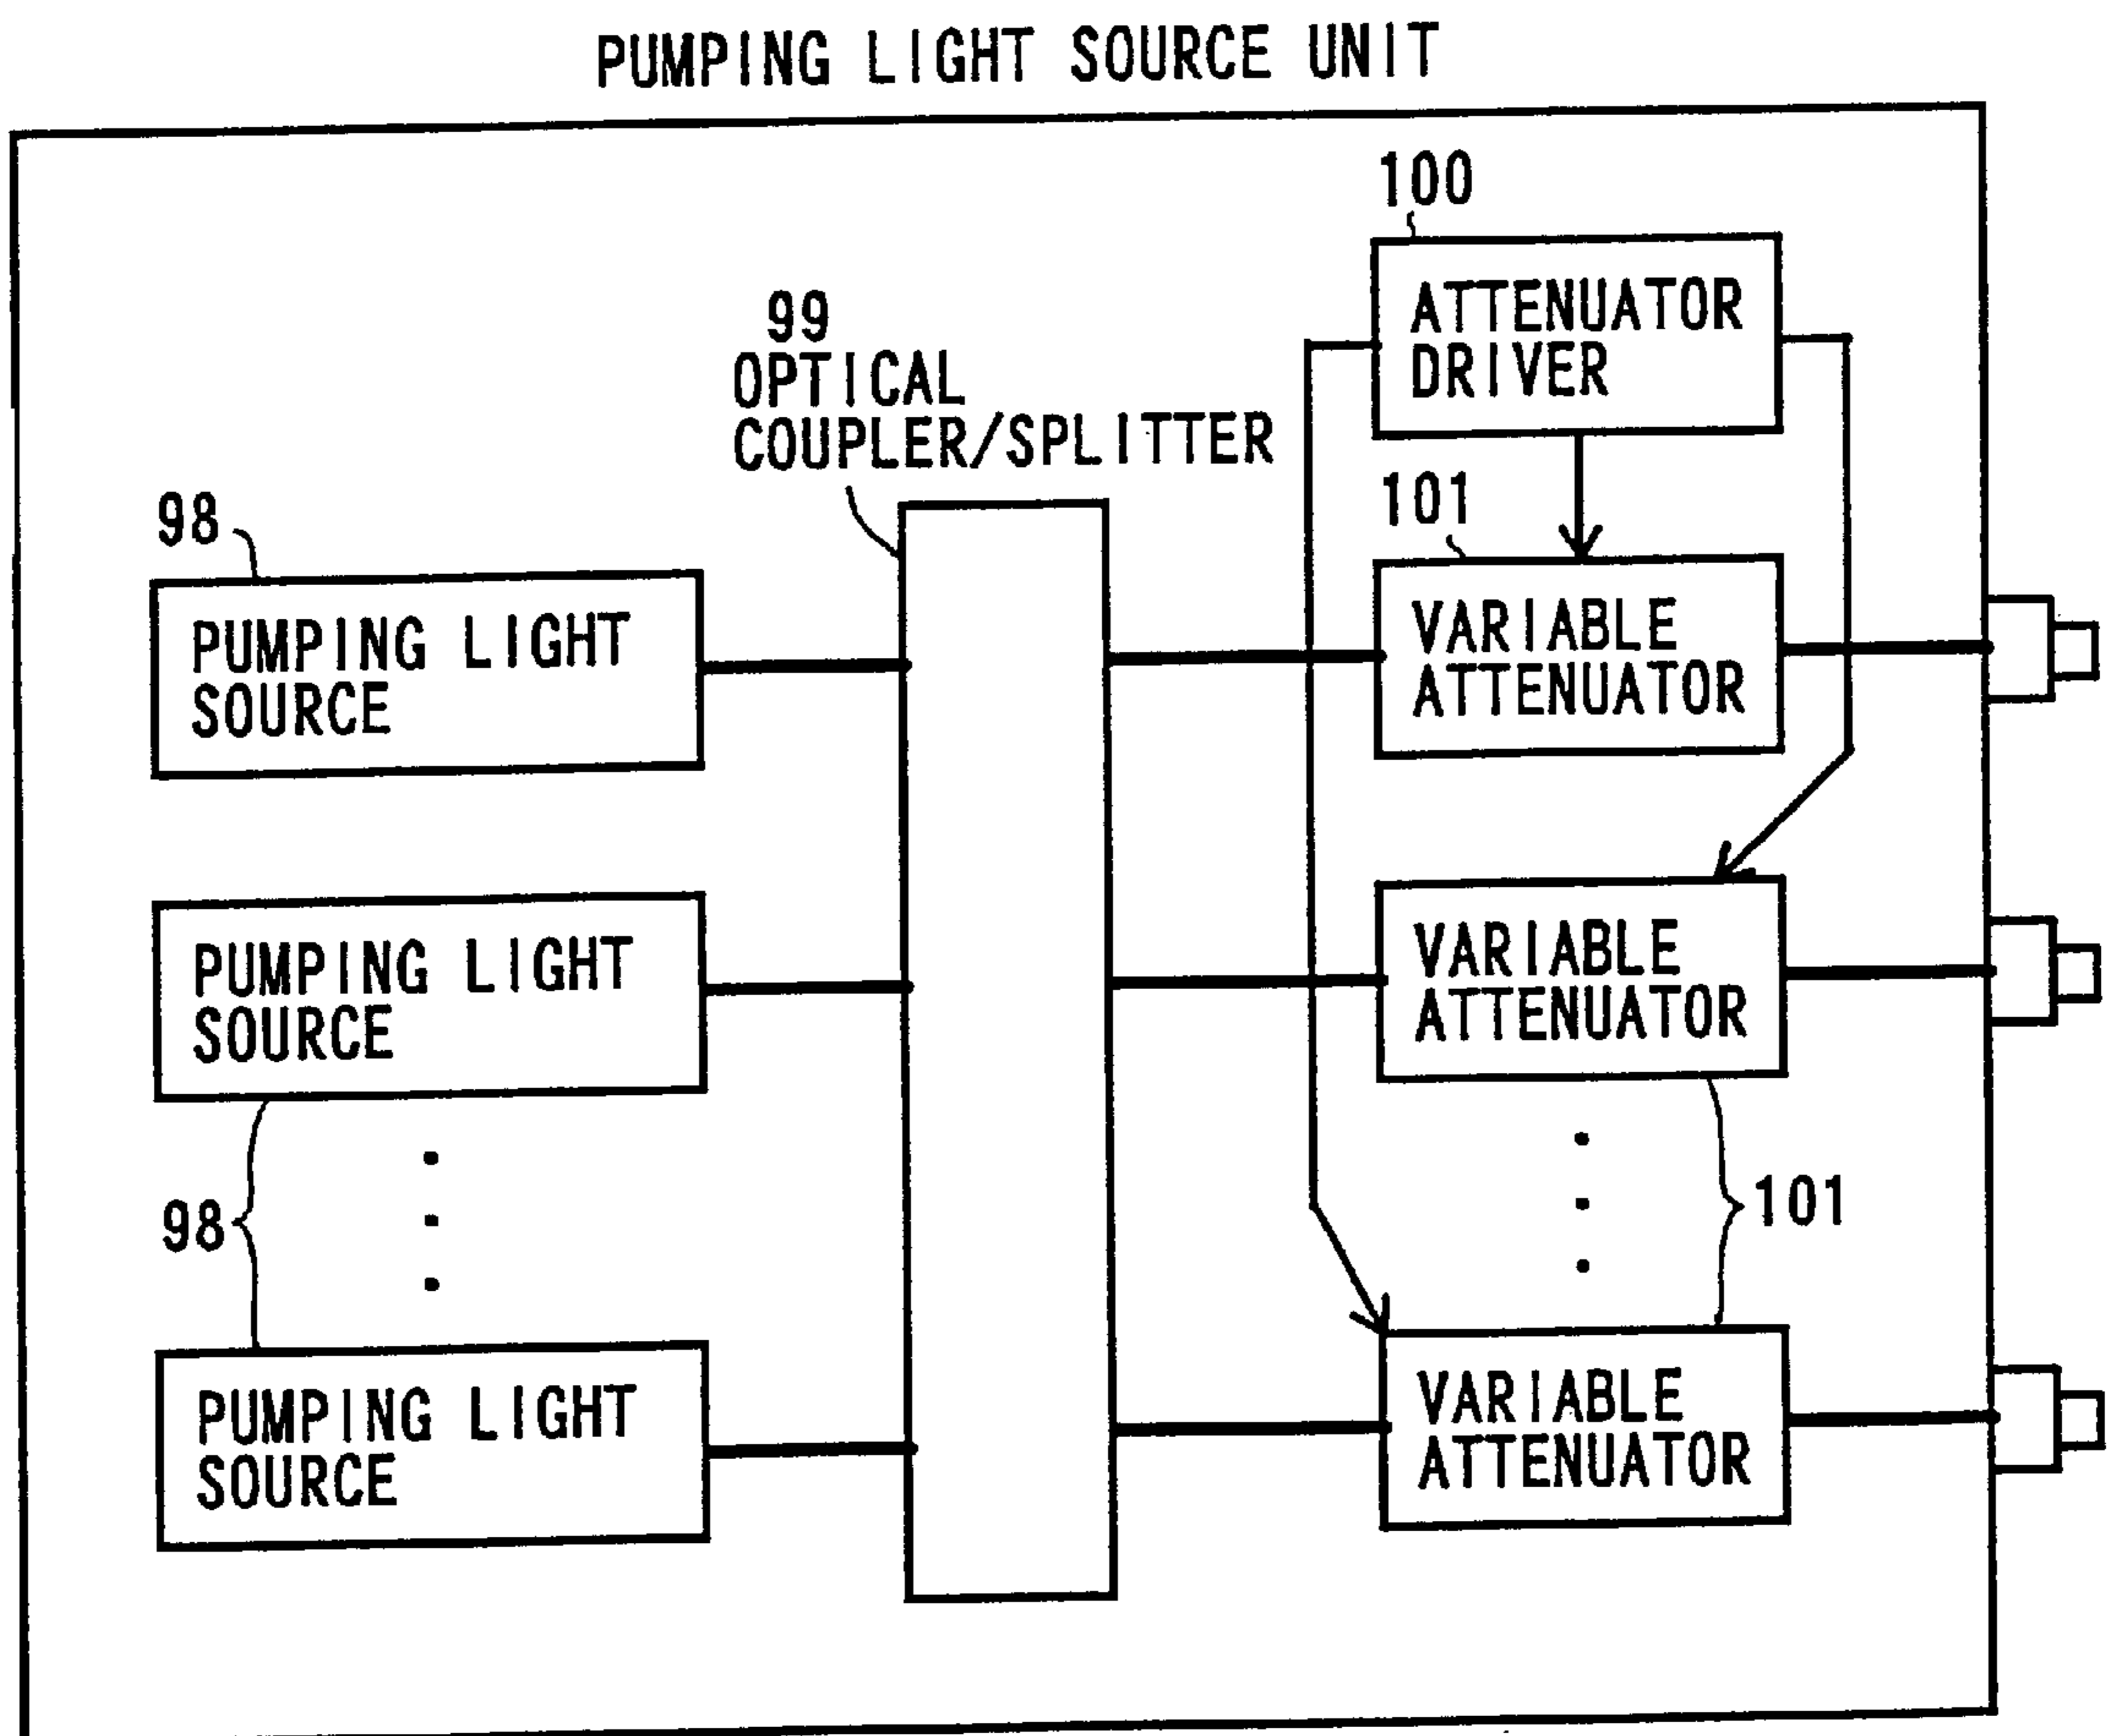 PUMPING LIGHT SOURCE UNIT
100
ATTENUATOR
DRIVER
99
OPTICAL
COUPLER/SPLITTER
98
PUMPING LIGHT
SOURCE
101
VARIABLE
ATTENUATOR
PUMPING LIGHT
SOURCE
VARIABLE
ATTENUATOR
98
101
PUMPING LIGHT
SOURCE
VARIABLE
ATTENUATOR